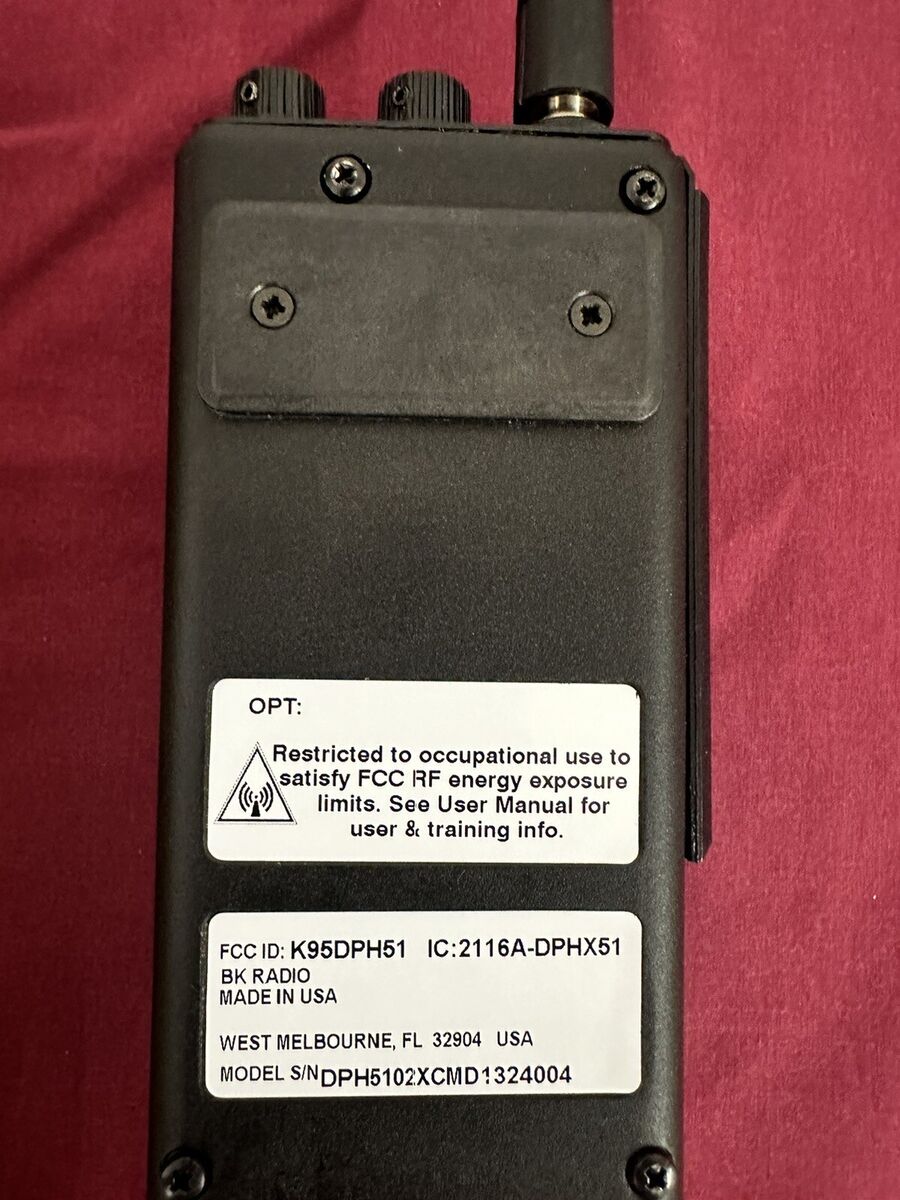 OPT:
Restricted to occupational use to
satisfy FCC RF energy exposure
limits. See User Manual for
user & training info.
FCC ID: K95DPH51 IC:2116A-DPHX51
BK RADIO
MADE IN USA
WEST MELBOURNE, FL 32904 USA
MODEL S/N DPH5102XCMD1324004